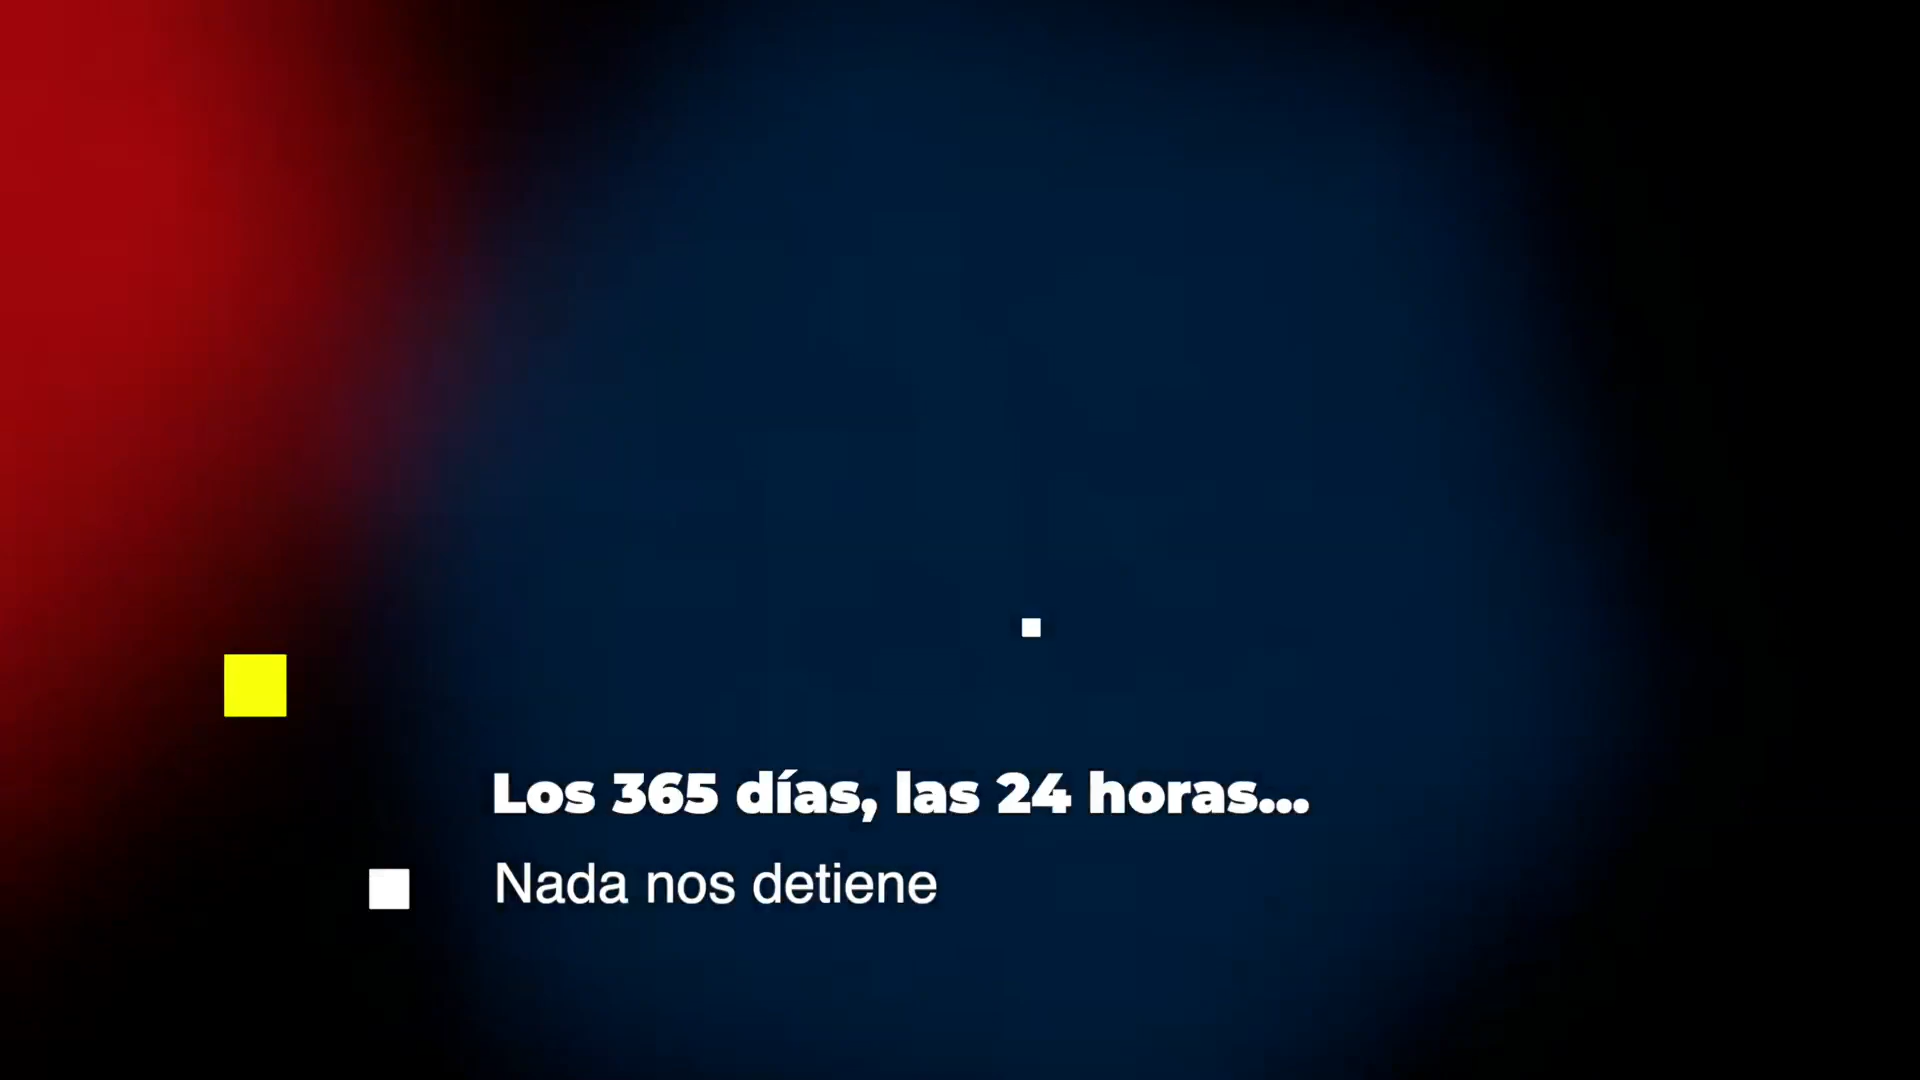 Los 365 días, las 24 horas...
Nada nos detiene